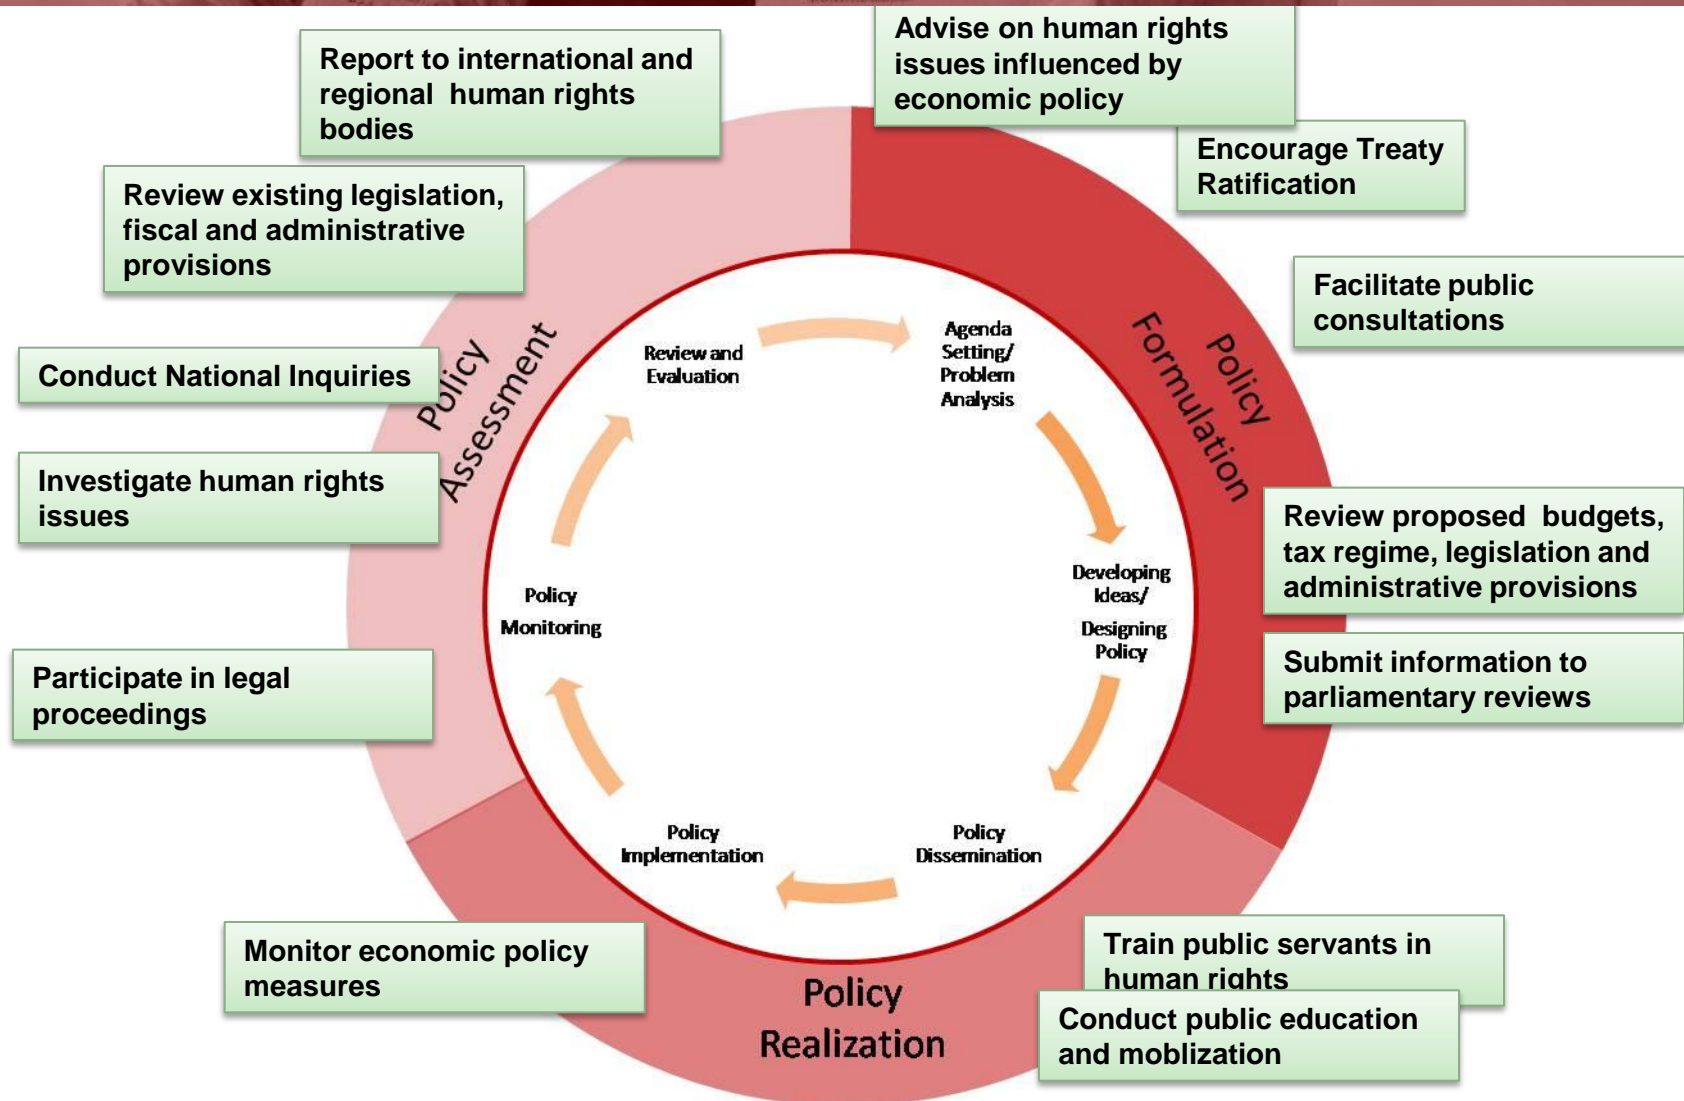 Advise on human rights
issues influenced by
economic policy
Report to international and
regional human rights
bodies
Encourage Treaty
Ratification
Review existing legislation,
fiscal and administrative
provisions
Facilitate public
consultations
Conduct National Inquiries
Investigate human rights
issues
Review proposed budgets,
tax regime, legislation and
administrative provisions
Submit information to
parliamentary reviews
Participate in legal
proceedings
Monitor economic policy
measures
Train public servants in
human rights
Conduct public education
and moblization
Policy
Assessment
Policy
Formulation
Policy
Realization
Review and
Evaluation
Agenda
Setting/
Problem
Analysis
Developing
Ideas/
Designing
Policy
Policy
Dissemination
Policy
Implementation
Policy
Monitoring